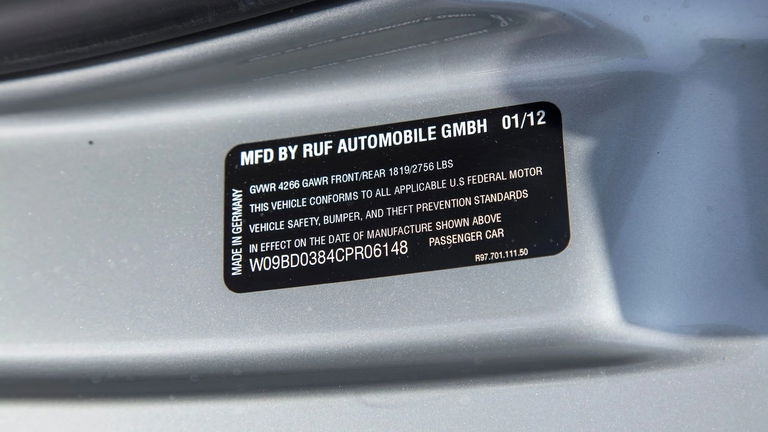 MFD BY RUF AUTOMOBILE GMBH 01/12
GVWR 4266 GAWR FRONT/REAR 1819/2756 LBS
THIS VEHICLE CONFORMS TO ALL APPLICABLE U.S FEDERAL MOTOR
VEHICLE SAFETY, BUMPER, AND THEFT PREVENTION STANDARDS
IN EFFECT ON THE DATE OF MANUFACTURE SHOWN ABOVE
W09BD0384CPR06148 PASSENGER CAR
R97.701.111.50
MADE IN GERMANY